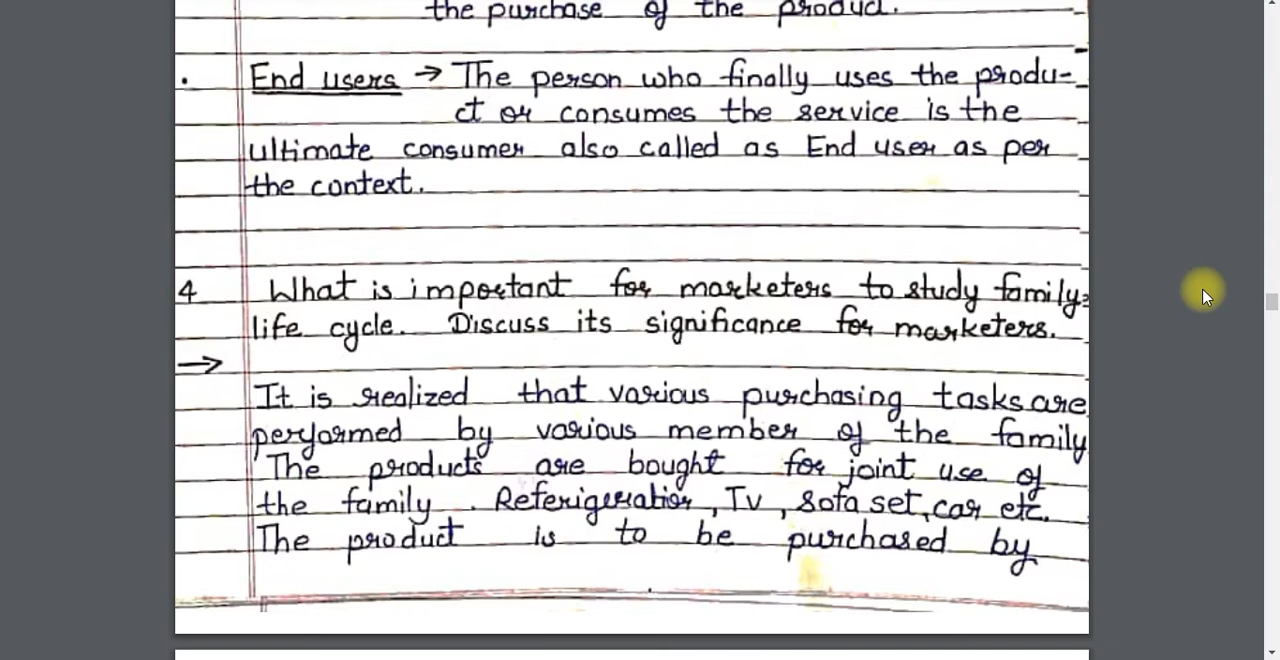 the purchase of the product.
. End users → The person who finally uses the produ-
ct or consumes the service is the
ultimate consumer also called as End user as per
the context.
4 What is important for marketers to study family
life cycle. Discuss its significance for marketers.
→
It is realized that various purchasing tasks are
performed by various member of the family
The products are bought for joint use of
the family. Referigeration, TV, Sofa set, car etc.
The product is to be purchased by